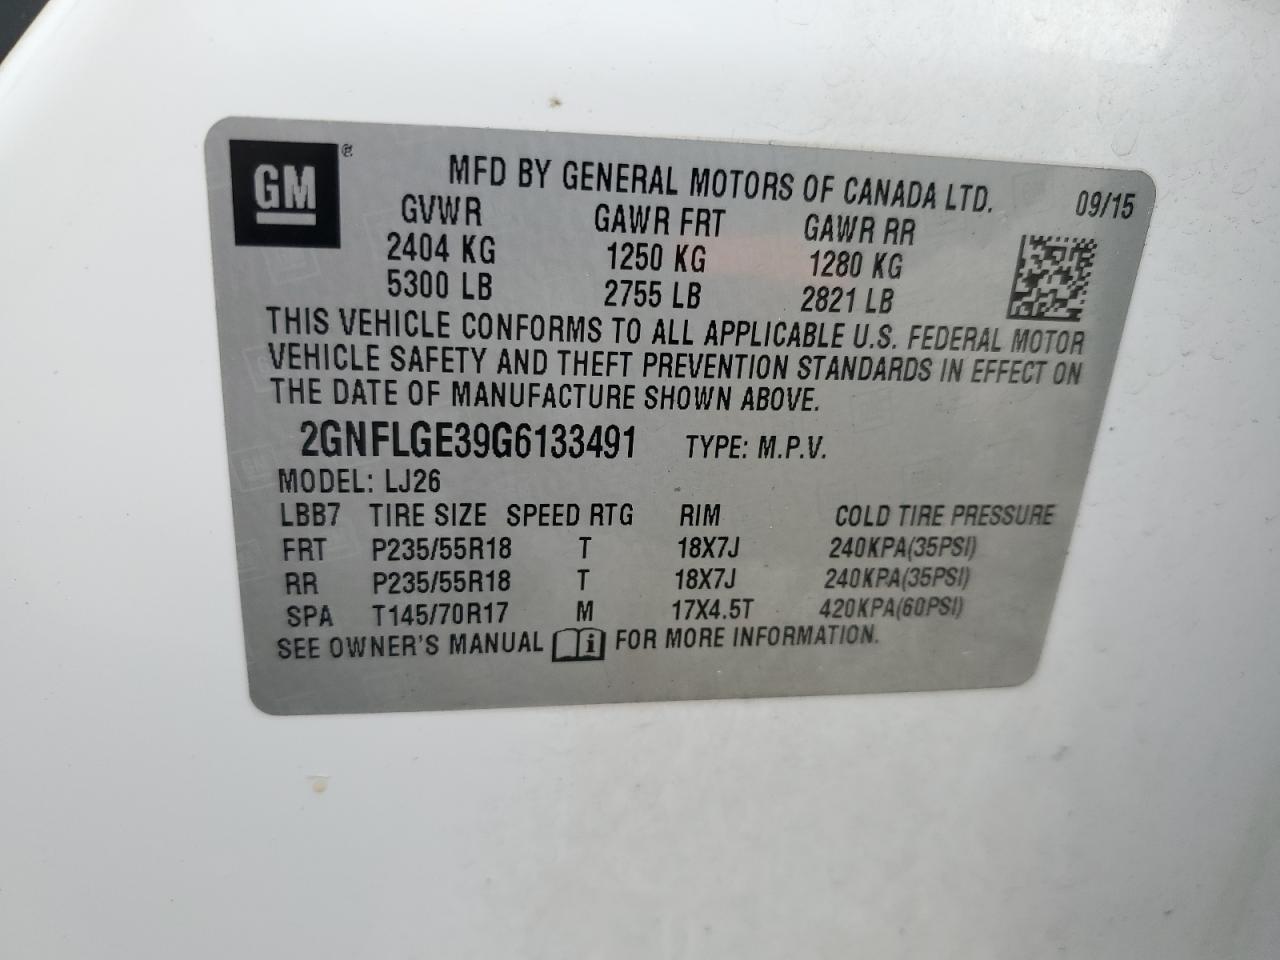 GM ®
MFD BY GENERAL MOTORS OF CANADA LTD. 09/15
GVWR GAWR FRT GAWR RR
2404 KG 1250 KG 1280 KG
5300 LB 2755 LB 2821 LB
THIS VEHICLE CONFORMS TO ALL APPLICABLE U.S. FEDERAL MOTOR
VEHICLE SAFETY AND THEFT PREVENTION STANDARDS IN EFFECT ON
THE DATE OF MANUFACTURE SHOWN ABOVE.
2GNFLGE39G6133491 TYPE: M.P.V.
MODEL: LJ26
LBB7 TIRE SIZE SPEED RTG RIM COLD TIRE PRESSURE
FRT P235/55R18 T 18X7J 240KPA(35PSI)
RR P235/55R18 T 18X7J 240KPA(35PSI)
SPA T145/70R17 M 17X4.5T 420KPA(60PSI)
SEE OWNER'S MANUAL i FOR MORE INFORMATION.